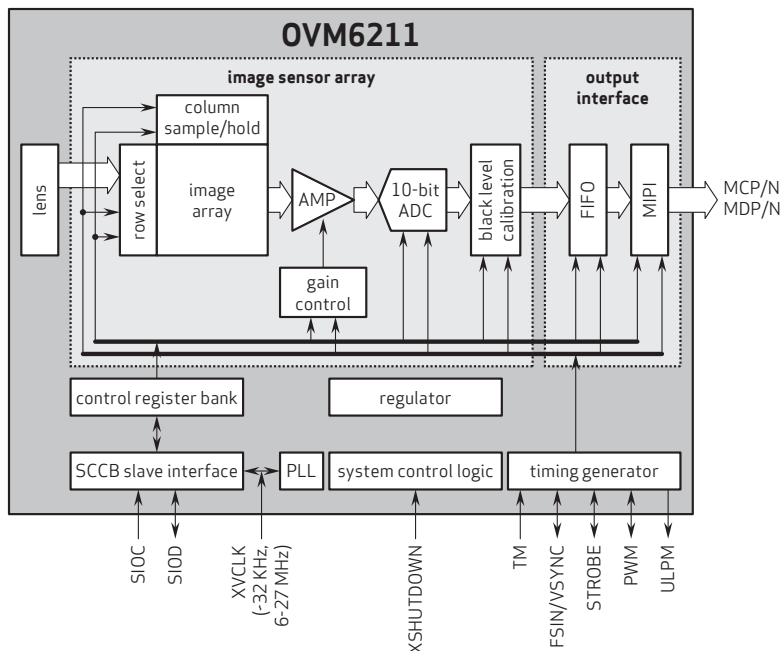 OVM6211
image sensor array
output
interface
column
sample/hold
lens
row select
image
array
AMP
10-bit
ADC
black level
calibration
FIFO
MIPI
MCP/N
MDP/N
gain
control
control register bank
regulator
SCCB slave interface
PLL
system control logic
timing generator
SIOC
SIOD
XVCLK
(-32 KHz,
6-27 MHz)
XSHUTDOWN
TM
FSIN/VSYNC
STROBE
PWM
ULPM